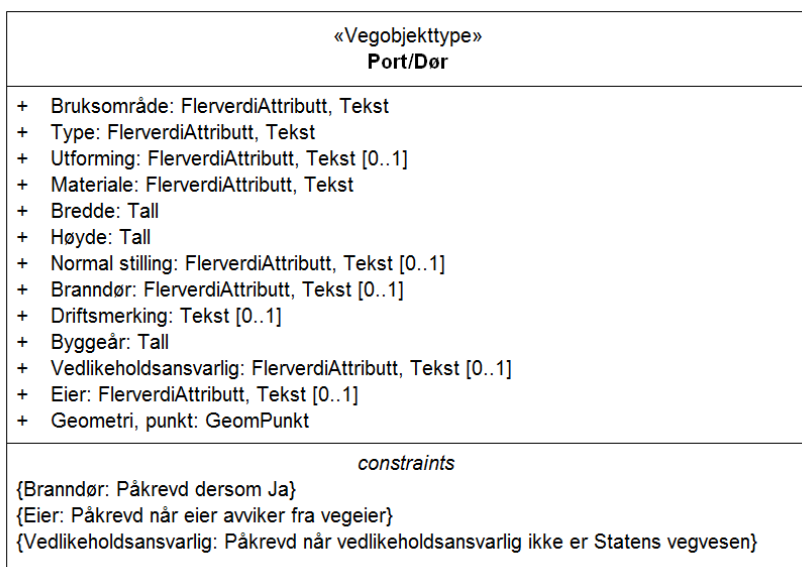 «Vegobjekttype»
Port/Dør
+ Bruksområde: FlerverdiAttributt, Tekst
+ Type: FlerverdiAttributt, Tekst
+ Utforming: FlerverdiAttributt, Tekst [0..1]
+ Materiale: FlerverdiAttributt, Tekst
+ Bredde: Tall
+ Høyde: Tall
+ Normal stilling: FlerverdiAttributt, Tekst [0..1]
+ Branndør: FlerverdiAttributt, Tekst [0..1]
+ Driftsmerking: Tekst [0..1]
+ Byggeår: Tall
+ Vedlikeholdsansvarlig: FlerverdiAttributt, Tekst [0..1]
+ Eier: FlerverdiAttributt, Tekst [0..1]
+ Geometri, punkt: GeomPunkt
constraints
{Branndør: Påkrevd dersom Ja}
{Eier: Påkrevd når eier avviker fra vegeier}
{Vedlikeholdsansvarlig: Påkrevd når vedlikeholdsansvarlig ikke er Statens vegvesen}